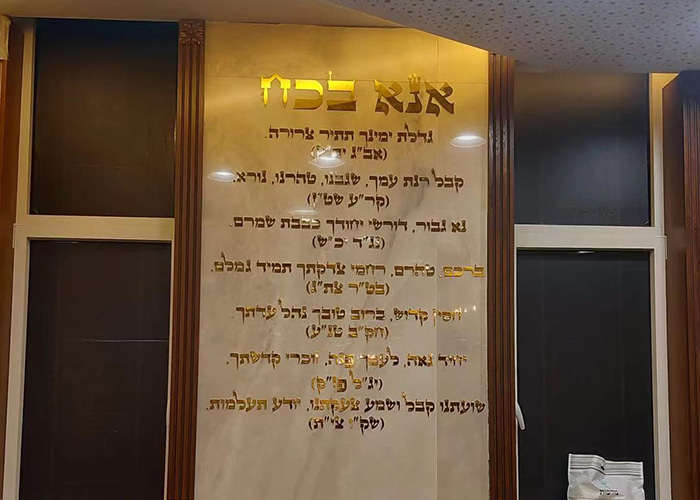 אנא בכח
גדלת ימינך תתיר צרורה.
(אב"ג ית"ץ)
קבל רנת עמך, שגבנו, טהרנו, נורא.
(קר"ע שט"ן)
נא גבור, דורשי יחודך כבבת שמרם.
(נג"ד יכ"ש)
ברכם, טהרם, רחמי צדקתך תמיד גמלם.
(בט"ר צת"ג)
חסין קדוש, ברוב טובך נהל עדתך.
(חק"ב טנ"ע)
יחיד גאה, לעמך פנה, זוכרי קדשתך.
(יג"ל פז"ק)
שועתנו קבל ושמע צעקתנו, יודע תעלמות.
(שק"ו צי"ת)